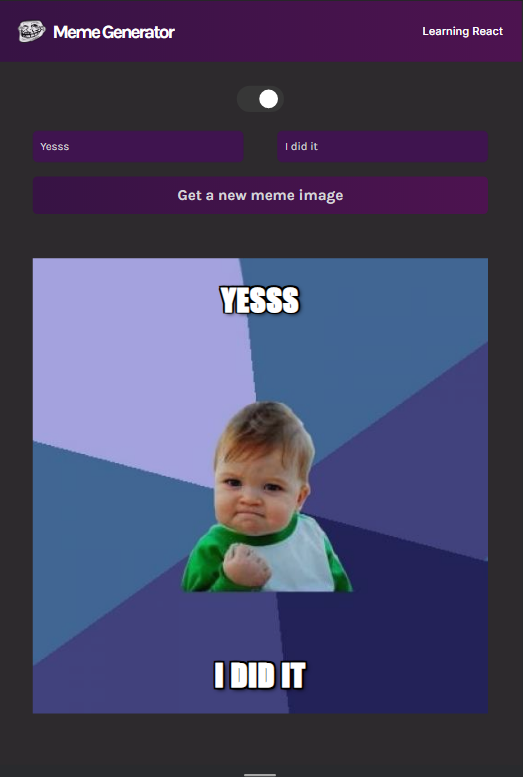 Meme Generator
Learning React
Yesss
I did it
Get a new meme image
YESSS
I DID IT